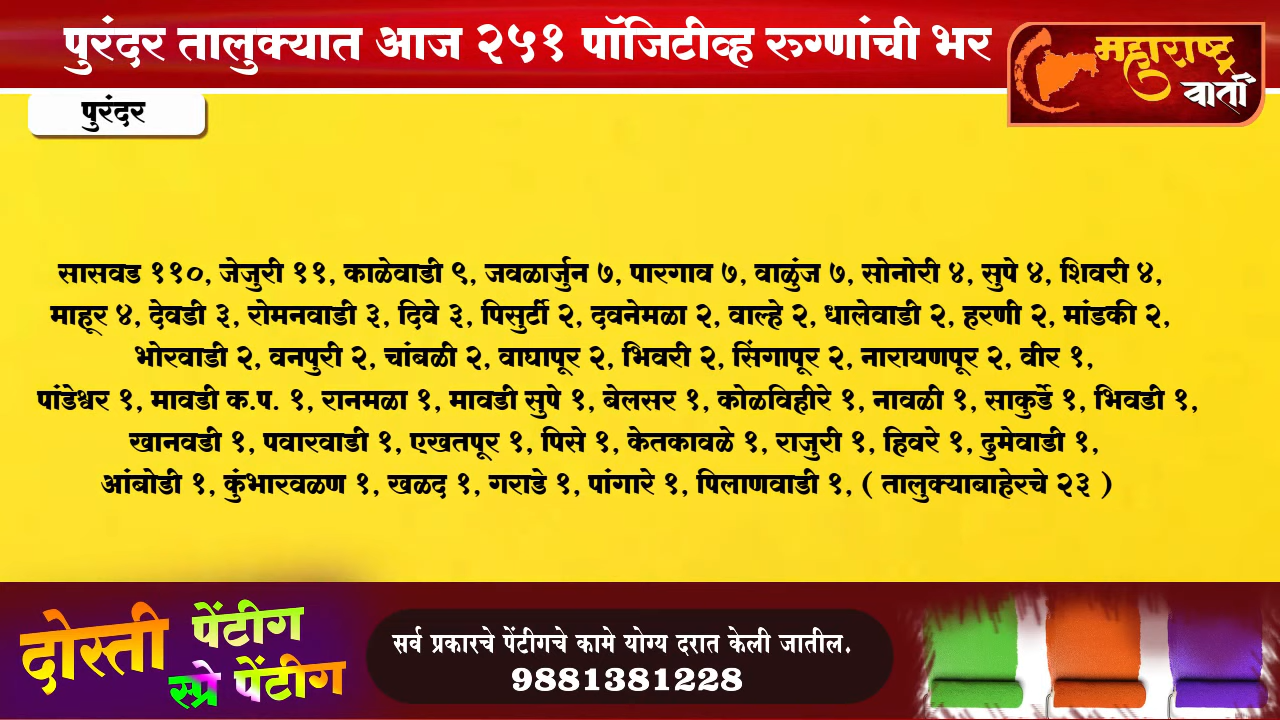 पुरंदर तालुक्यात आज २५१ पॉजिटीव्ह रुग्णांची भर
महाराष्ट्र
वार्ता
पुरंदर
सासवड ११०, जेजुरी ११, काळेवाडी ९, जवळार्जुन ७, पारगाव ७, वाळुंज ७, सोनोरी ४, सुपे ४, शिवरी ४,
माहूर ४, देवडी ३, रोमनवाडी ३, दिवे ३, पिसुर्टी २, दवनेमळा २, वाल्हे २, धालेवाडी २, हरणी २, मांडकी २,
भोरवाडी २, वनपुरी २, चांबळी २, वाघापूर २, भिवरी २, सिंगापूर २, नारायणपूर २, वीर १,
पांडेश्वर १, मावडी क.प. १, रानमळा १, मावडी सुपे १, बेलसर १, कोळविहीरे १, नावळी १, साकुर्डे १, भिवडी १,
खानवडी १, पवारवाडी १, एखतपूर १, पिसे १, केतकावळे १, राजुरी १, हिवरे १, ढुमेवाडी १,
आंबोडी १, कुंभारवळण १, खळद १, गराडे १, पांगारे १, पिलाणवाडी १, ( तालुक्याबाहेरचे २३ )
दोस्ती पेंटीग
स्प्रे पेंटीग
सर्व प्रकारचे पेंटीगचे कामे योग्य दरात केली जातील.
9881381228